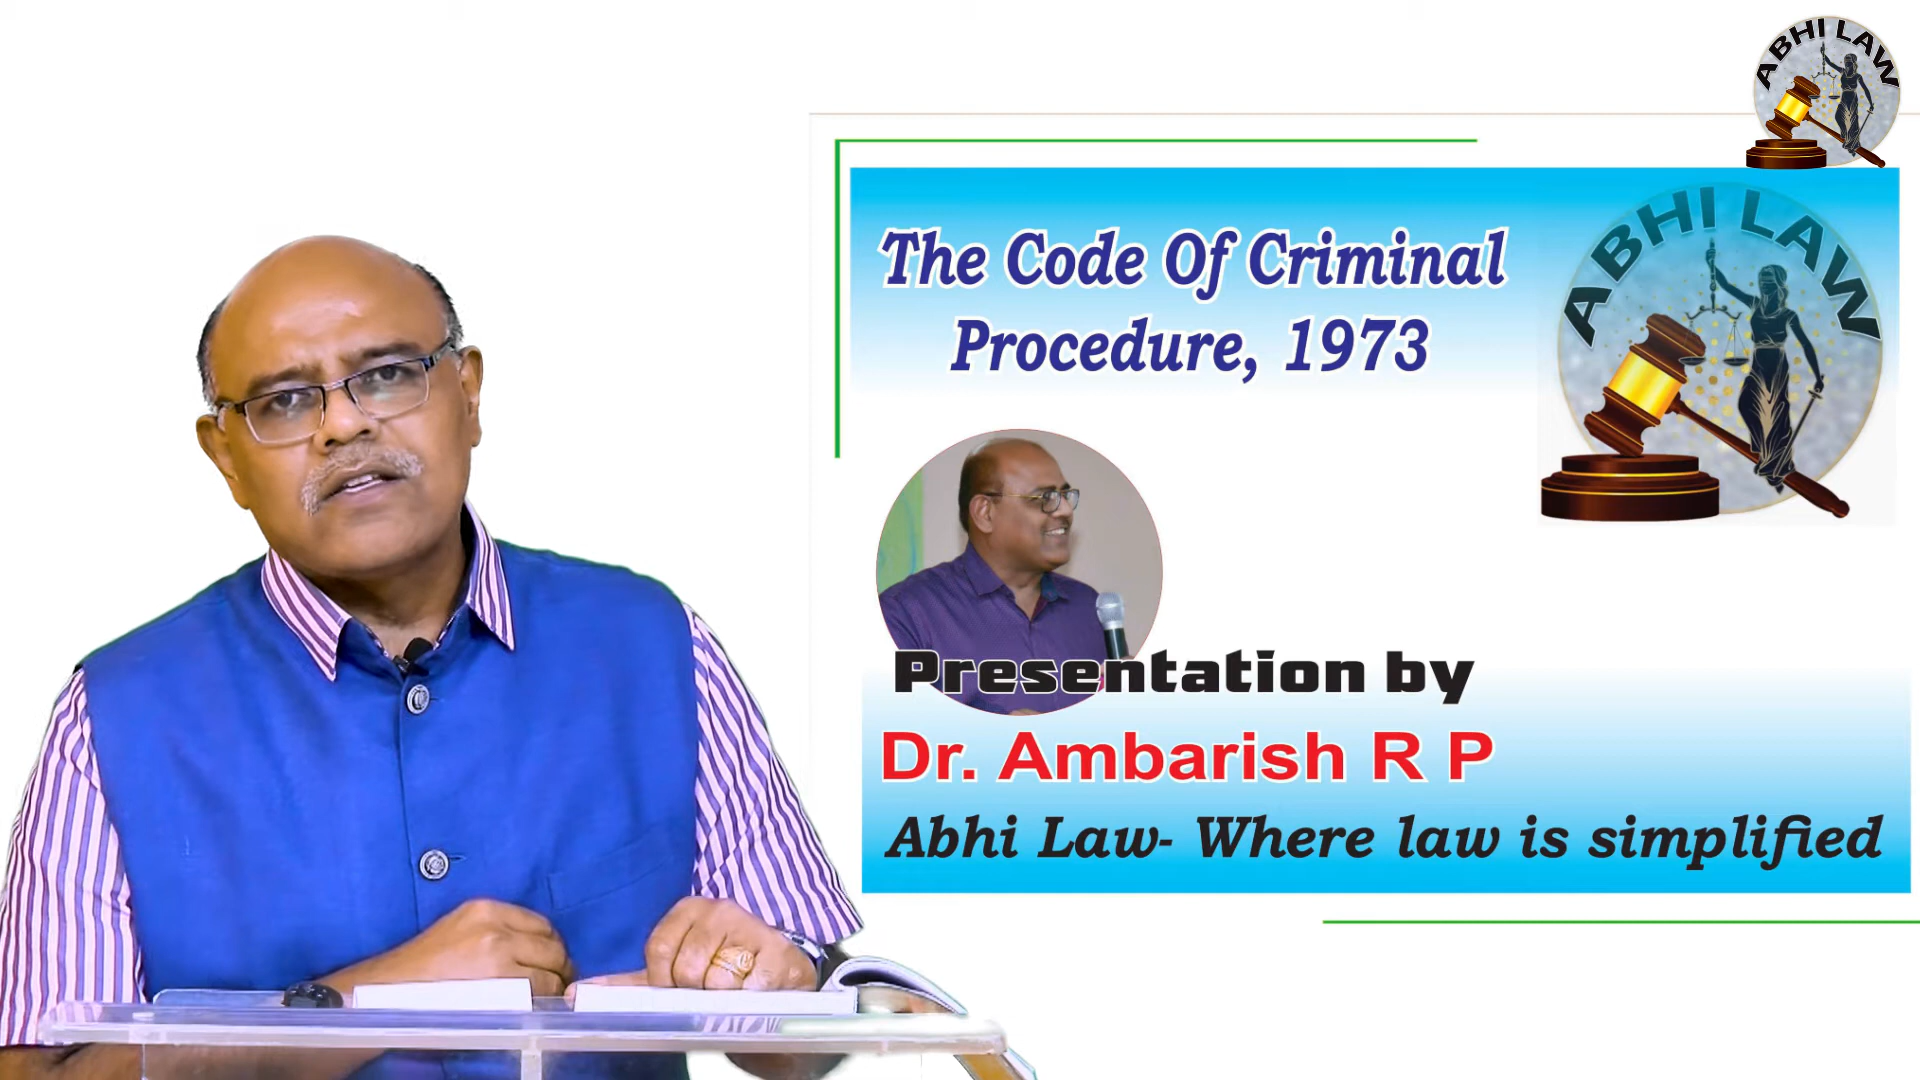 ABHI LAW
The Code Of Criminal
Procedure, 1973
ABHI LAW
Presentation by
Dr. Ambarish R P
Abhi Law- Where law is simplified